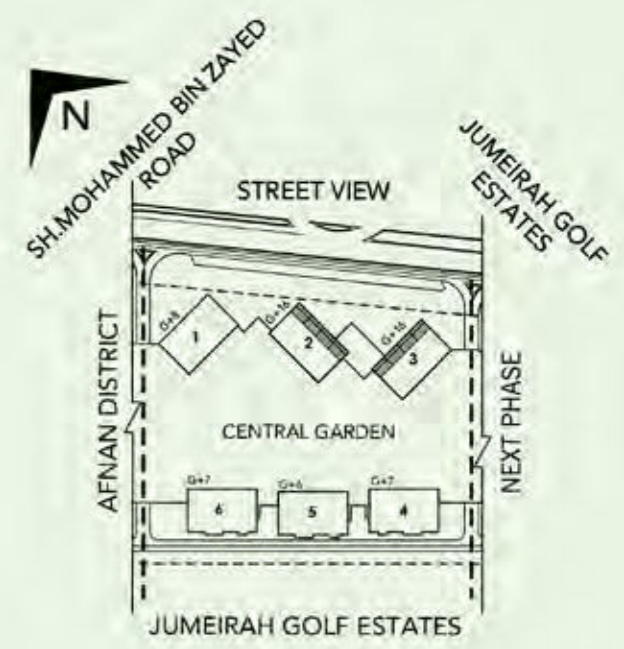 N
SH.MOHAMMED BIN ZAYED
ROAD
STREET VIEW
JUMEIRAH GOLF
ESTATES
G+8
1
G+16
2
G+16
3
AFNAN DISTRICT
CENTRAL GARDEN
NEXT PHASE
G+7
6
G+6
5
G+7
4
JUMEIRAH GOLF ESTATES